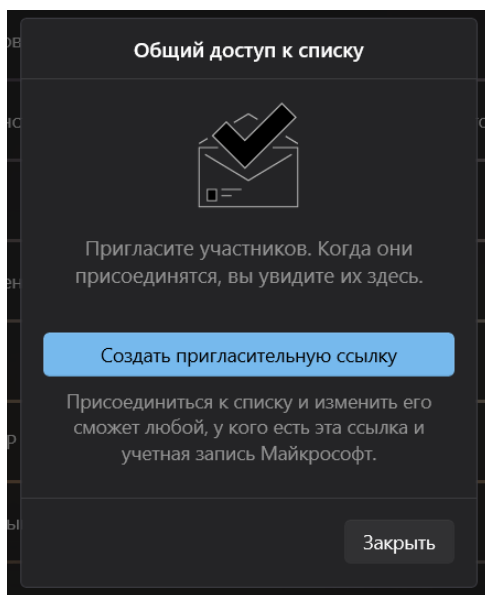 Общий доступ к списку
Пригласите участников. Когда они
присоединятся, вы увидите их здесь.
Создать пригласительную ссылку
Присоединиться к списку и изменить его
сможет любой, у кого есть эта ссылка и
учетная запись Майкрософт.
Закрыть